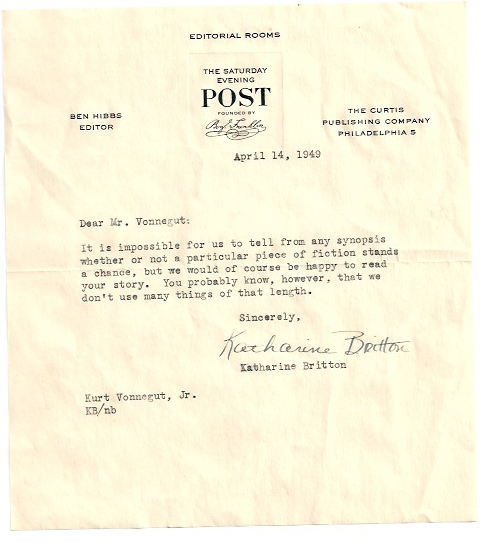 EDITORIAL ROOMS
THE SATURDAY
EVENING
POST
FOUNDED BY
Benj. Franklin
BEN HIBBS
EDITOR
THE CURTIS
PUBLISHING COMPANY
PHILADELPHIA 5
April 14, 1949
Dear Mr. Vonnegut:
It is impossible for us to tell from any synopsis
whether or not a particular piece of fiction stands
a chance, but we would of course be happy to read
your story. You probably know, however, that we
don't use many things of that length.
Sincerely,
Katharine Britton
Katharine Britton
Kurt Vonnegut, Jr.
KB/nb